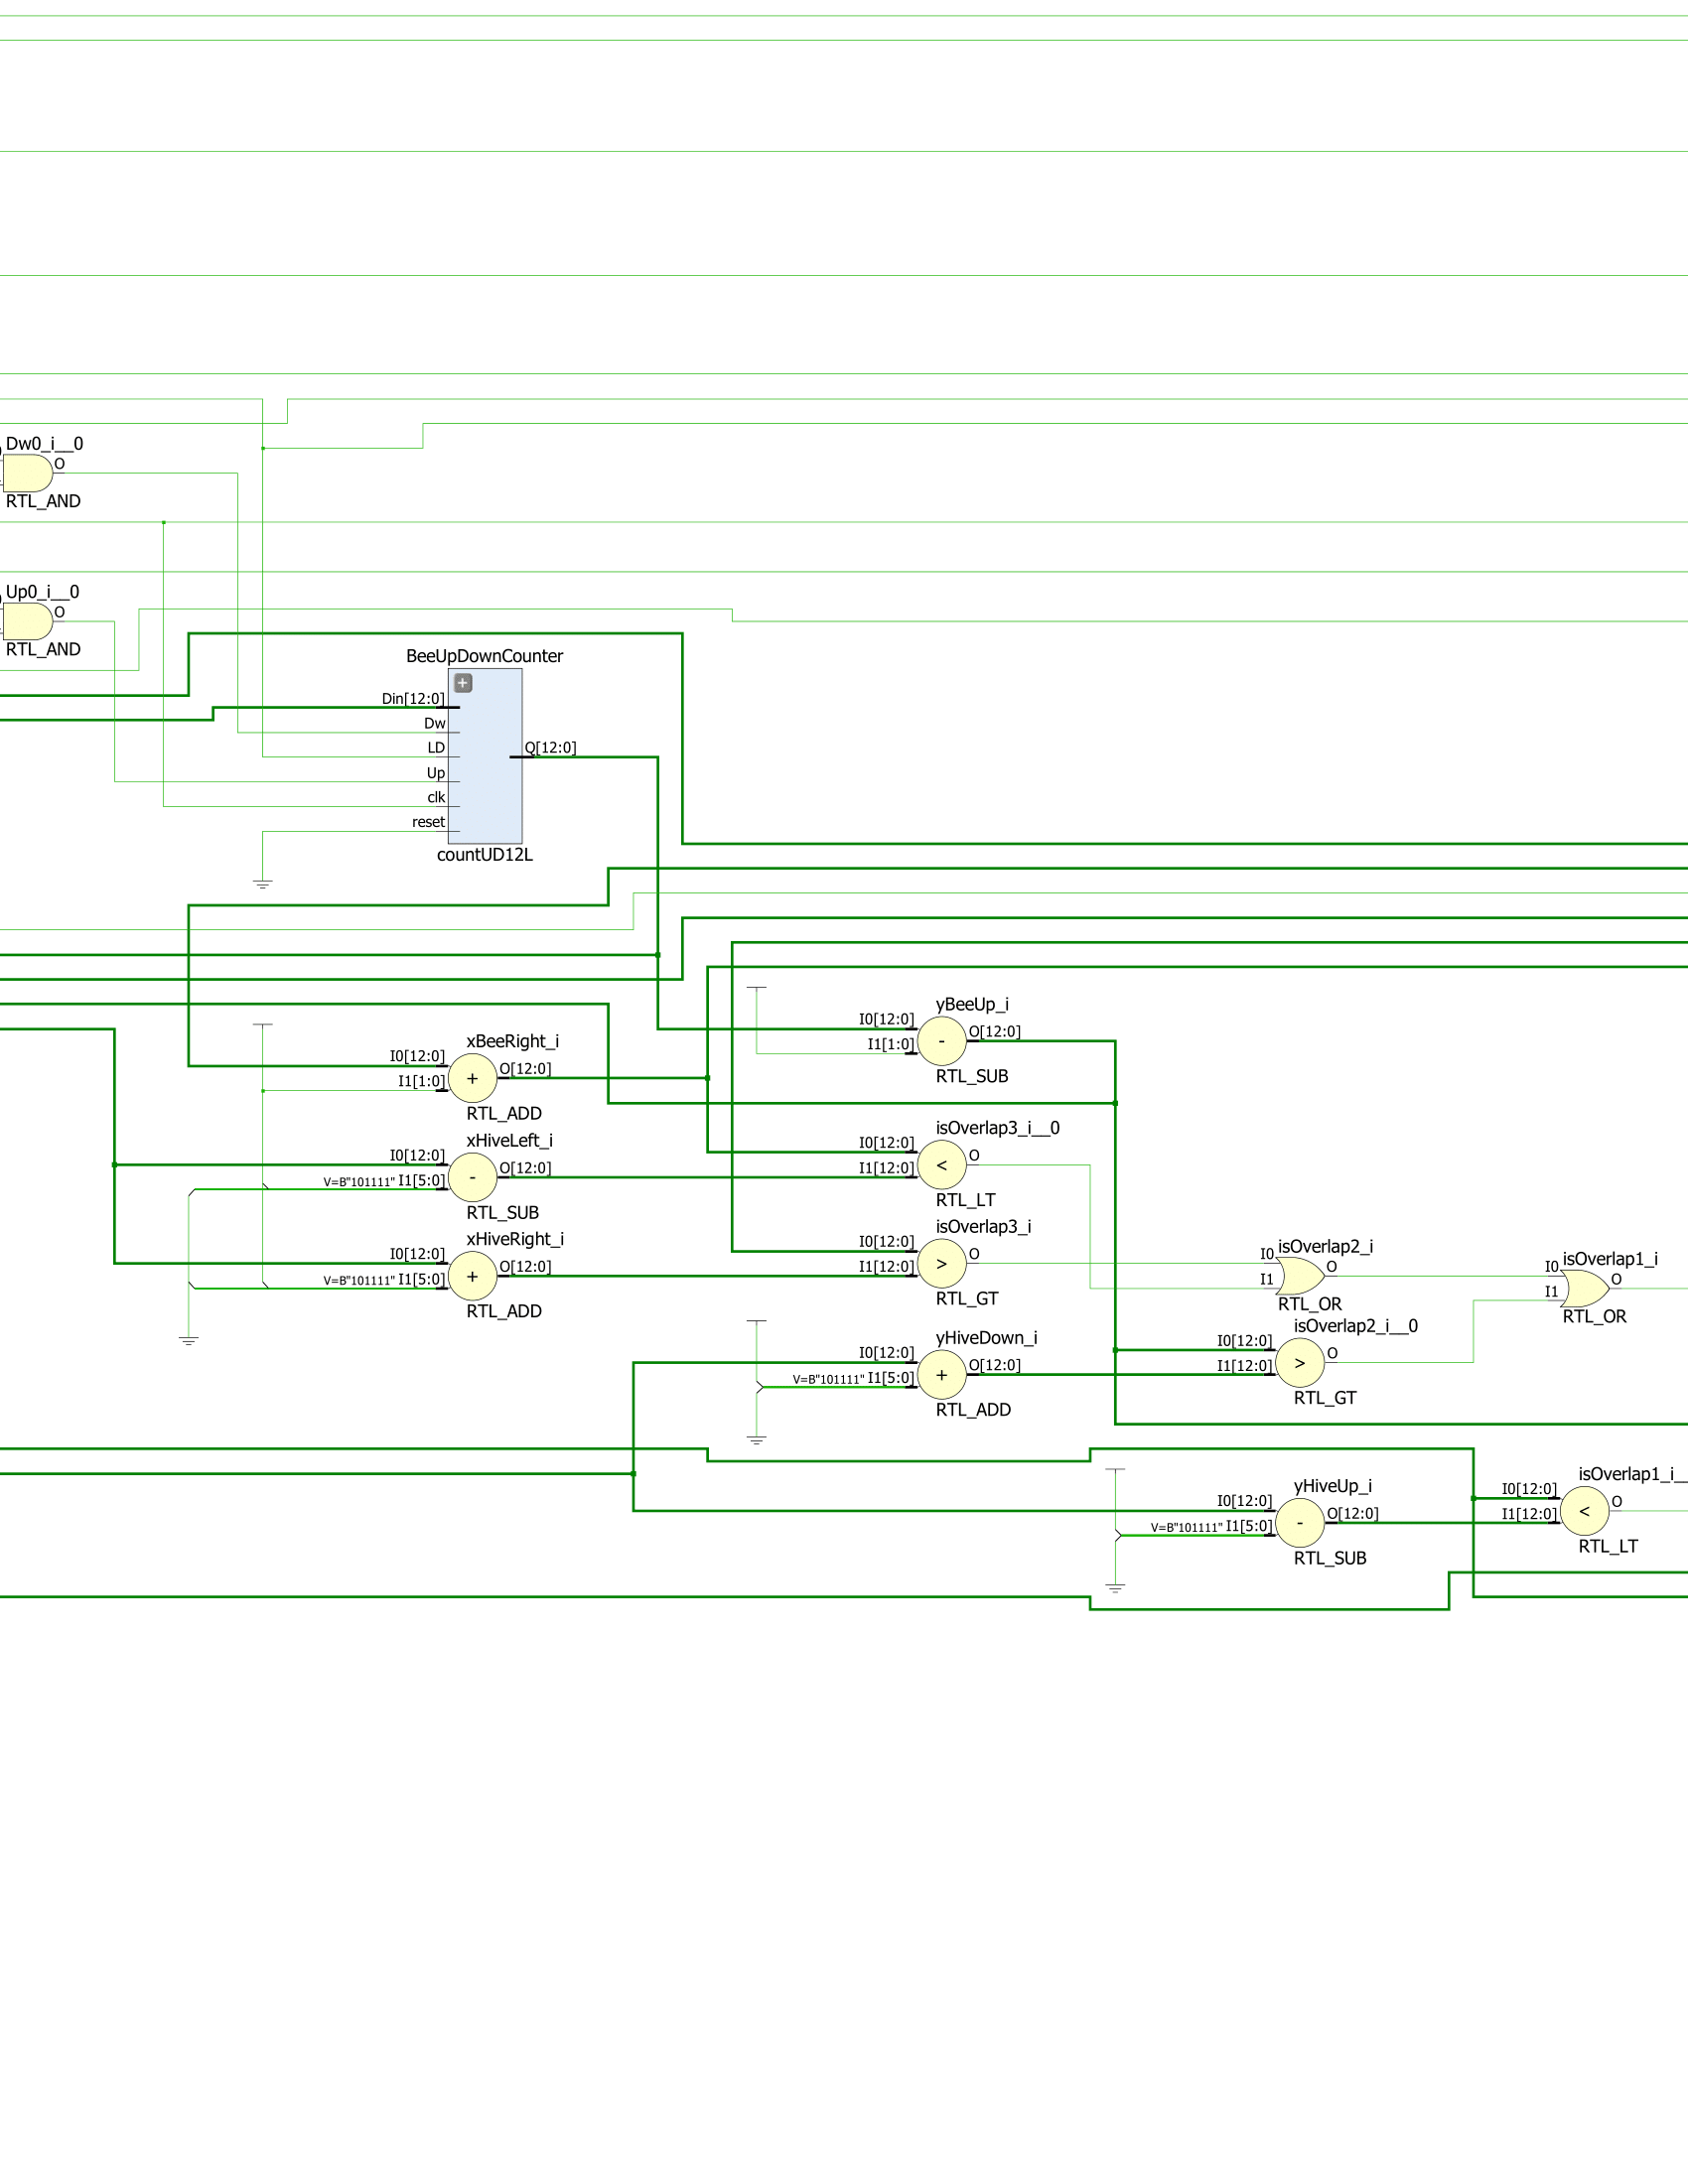 Dw0_i__0
O
RTL_AND
Up0_i__0
O
RTL_AND
BeeUpDownCounter
Din[12:0]
Dw
LD
Q[12:0]
Up
clk
reset
countUD12L
yBeeUp_i
I0[12:0]
O[12:0]
I1[1:0]
-
RTL_SUB
xBeeRight_i
I0[12:0]
O[12:0]
I1[1:0]
+
RTL_ADD
isOverlap3_i__0
I0[12:0]
O
I1[12:0]
<
RTL_LT
xHiveLeft_i
I0[12:0]
O[12:0]
V=B"101111" I1[5:0]
-
RTL_SUB
isOverlap3_i
I0[12:0]
O
I1[12:0]
>
RTL_GT
xHiveRight_i
I0[12:0]
O[12:0]
V=B"101111" I1[5:0]
+
RTL_ADD
isOverlap2_i
I0
O
I1
RTL_OR
isOverlap1_i
I0
O
I1
RTL_OR
yHiveDown_i
I0[12:0]
O[12:0]
V=B"101111" I1[5:0]
+
RTL_ADD
isOverlap2_i__0
I0[12:0]
O
I1[12:0]
>
RTL_GT
yHiveUp_i
I0[12:0]
O[12:0]
V=B"101111" I1[5:0]
-
RTL_SUB
isOverlap1_i__
I0[12:0]
O
I1[12:0]
<
RTL_LT